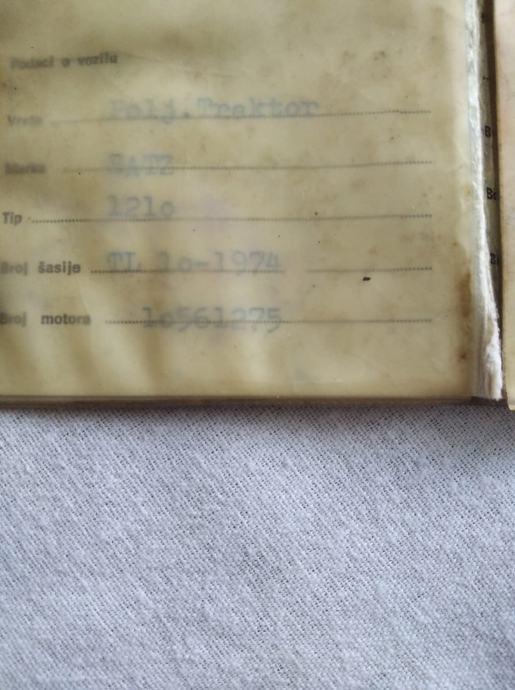 Podaci o vozilu
Vrsta Polj.Traktor
Marka
Tip 121o
Broj šasije TL 1o-1974
Broj motora 1o561275